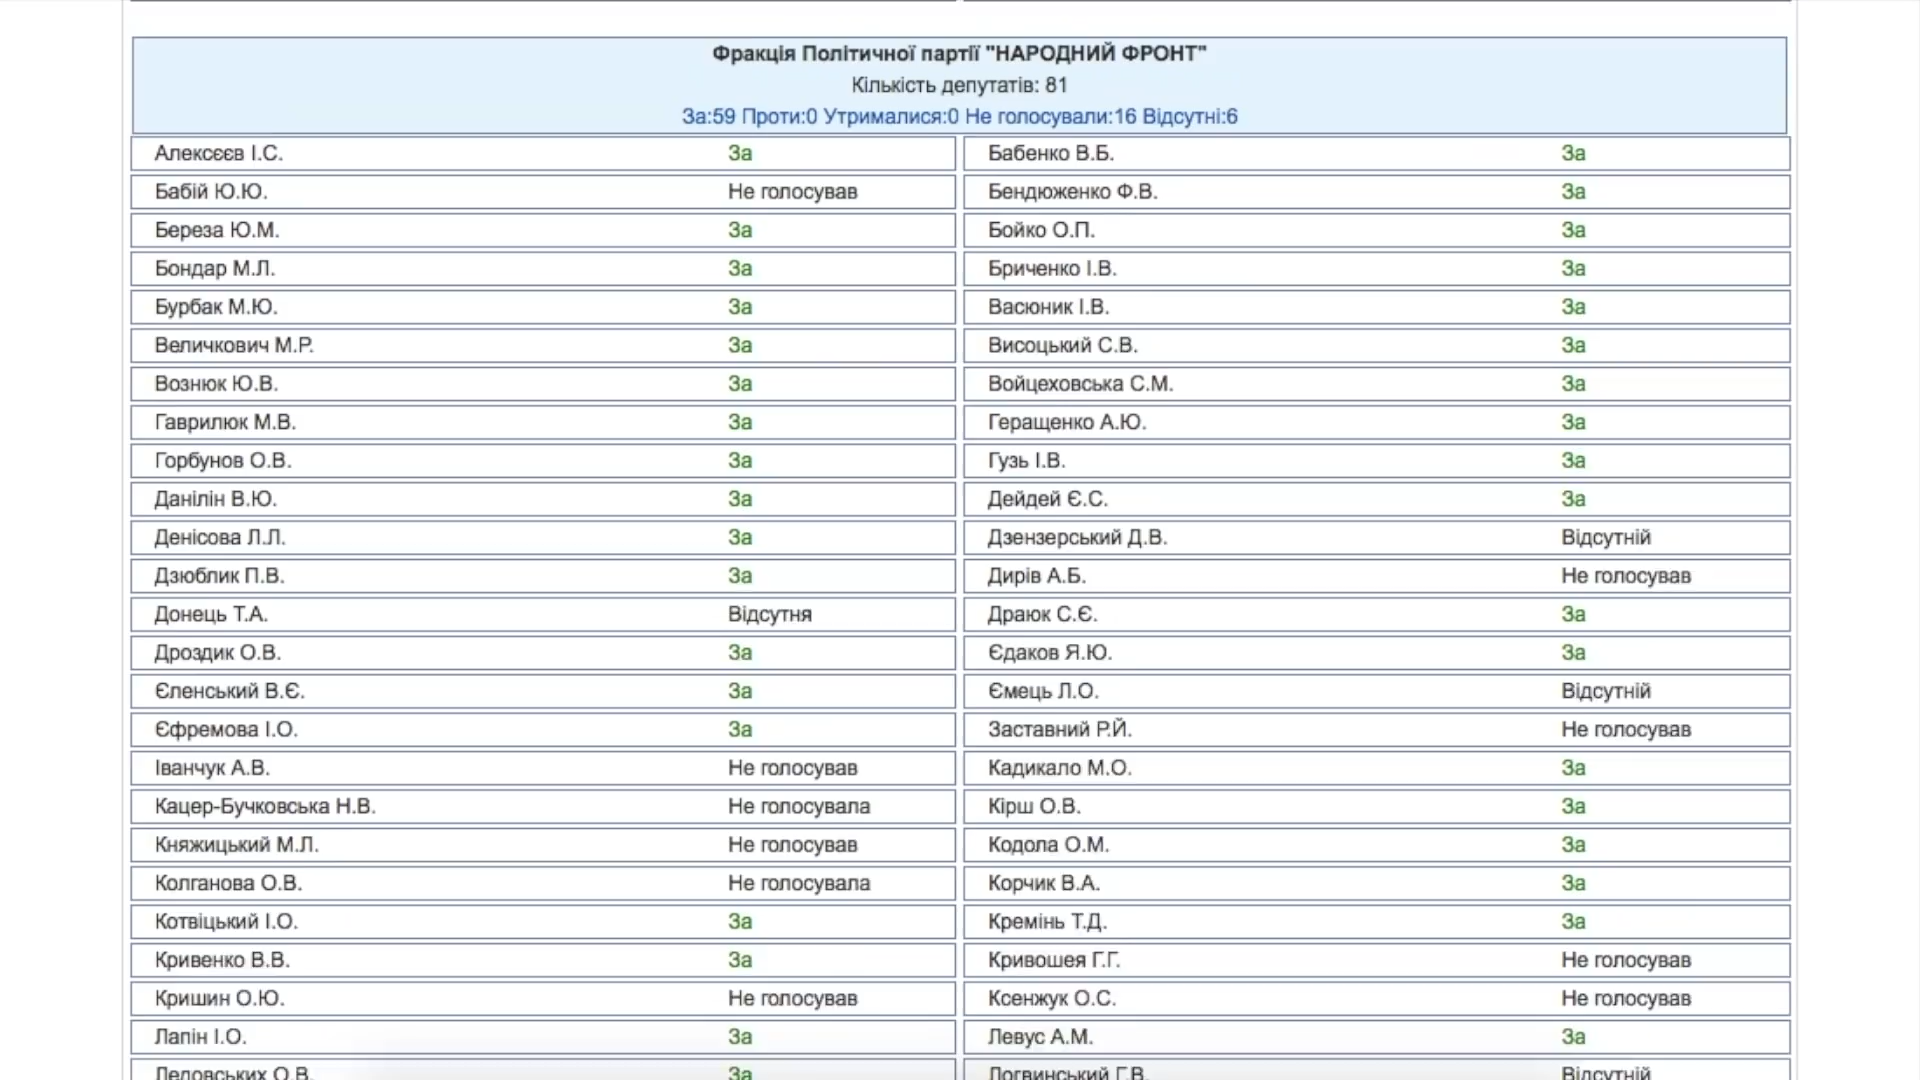 Фракція Політичної партії "НАРОДНИЙ ФРОНТ"
Кількість депутатів: 81
За:59 Проти:0 Утрималися:0 Не голосували:16 Відсутні:6
Алексєєв І.С. За Бабенко В.Б. За
Бабій Ю.Ю. Не голосував Бендюженко Ф.В. За
Береза Ю.М. За Бойко О.П. За
Бондар М.Л. За Бриченко І.В. За
Бурбак М.Ю. За Васюник І.В. За
Величкович М.Р. За Висоцький С.В. За
Вознюк Ю.В. За Войцеховська С.М. За
Гаврилюк М.В. За Геращенко А.Ю. За
Горбунов О.В. За Гузь І.В. За
Данілін В.Ю. За Дейдей Є.С. За
Денісова Л.Л. За Дзензерський Д.В. Відсутній
Дзюблик П.В. За Дирів А.Б. Не голосував
Донець Т.А. Відсутня Драюк С.Є. За
Дроздик О.В. За Єдаков Я.Ю. За
Єленський В.Є. За Ємець Л.О. Відсутній
Єфремова І.О. За Заставний Р.Й. Не голосував
Іванчук А.В. Не голосував Кадикало М.О. За
Кацер-Бучковська Н.В. Не голосувала Кірш О.В. За
Княжицький М.Л. Не голосував Кодола О.М. За
Колганова О.В. Не голосувала Корчик В.А. За
Котвіцький І.О. За Кремінь Т.Д. За
Кривенко В.В. За Кривошея Г.Г. Не голосував
Кришин О.Ю. Не голосував Ксенжук О.С. Не голосував
Лапін І.О. За Левус А.М. За
Ледовських О.В. За Логвинський Г.В. Відсутній